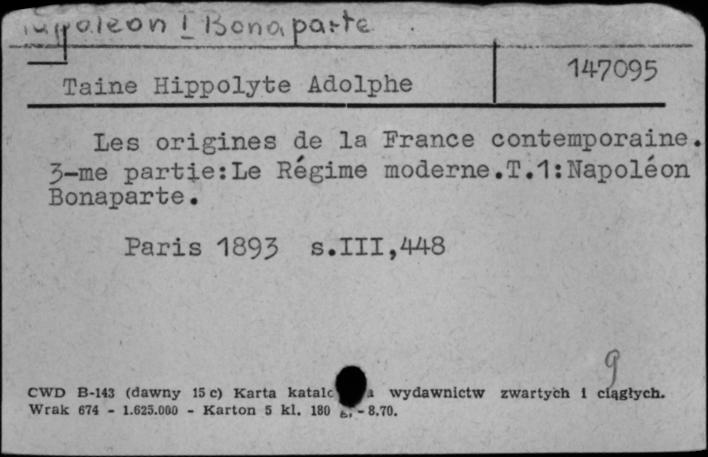 Napoleon I Bonaparte
Taine Hippolyte Adolphe
147095
Les origines de la France contemporaine.
3-me partie:Le Régime moderne.T.1:Napoléon
Bonaparte.
Paris 1893 s.III,448
g
CWD B-143 (dawny 15 c) Karta wydawnictw zwartych i ciągłych.
Wrak 674 - 1.625.000 - Karton 5 kl. 180 g, - 8.70.